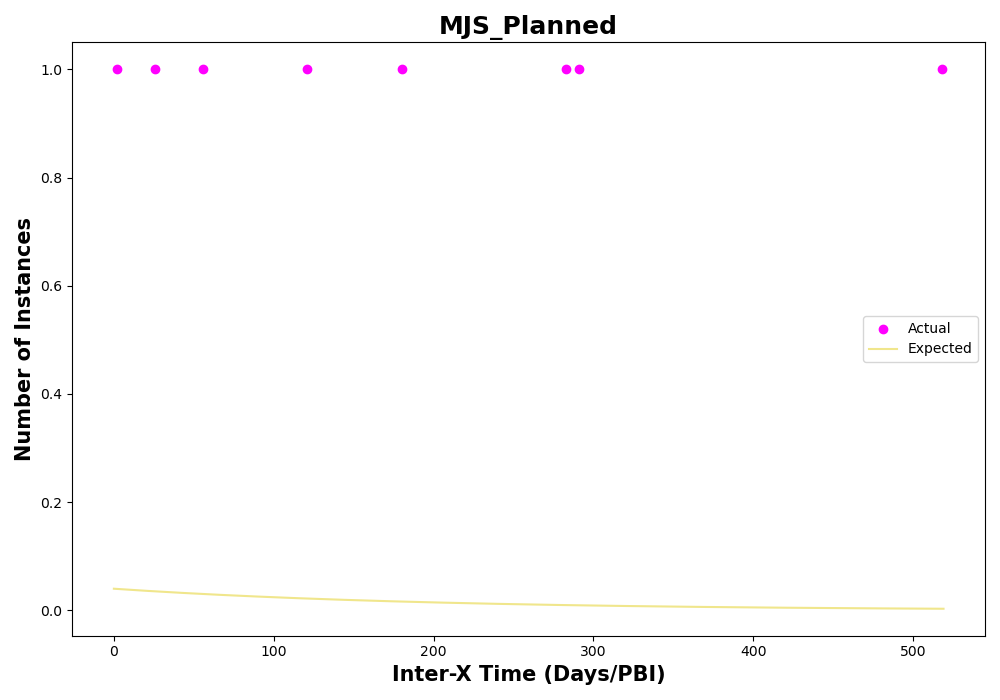 MJS_Planned
Number of Instances
1.0
0.8
0.6
0.4
0.2
0.0
Actual
Expected
0
100
200
300
400
500
Inter-X Time (Days/PBI)